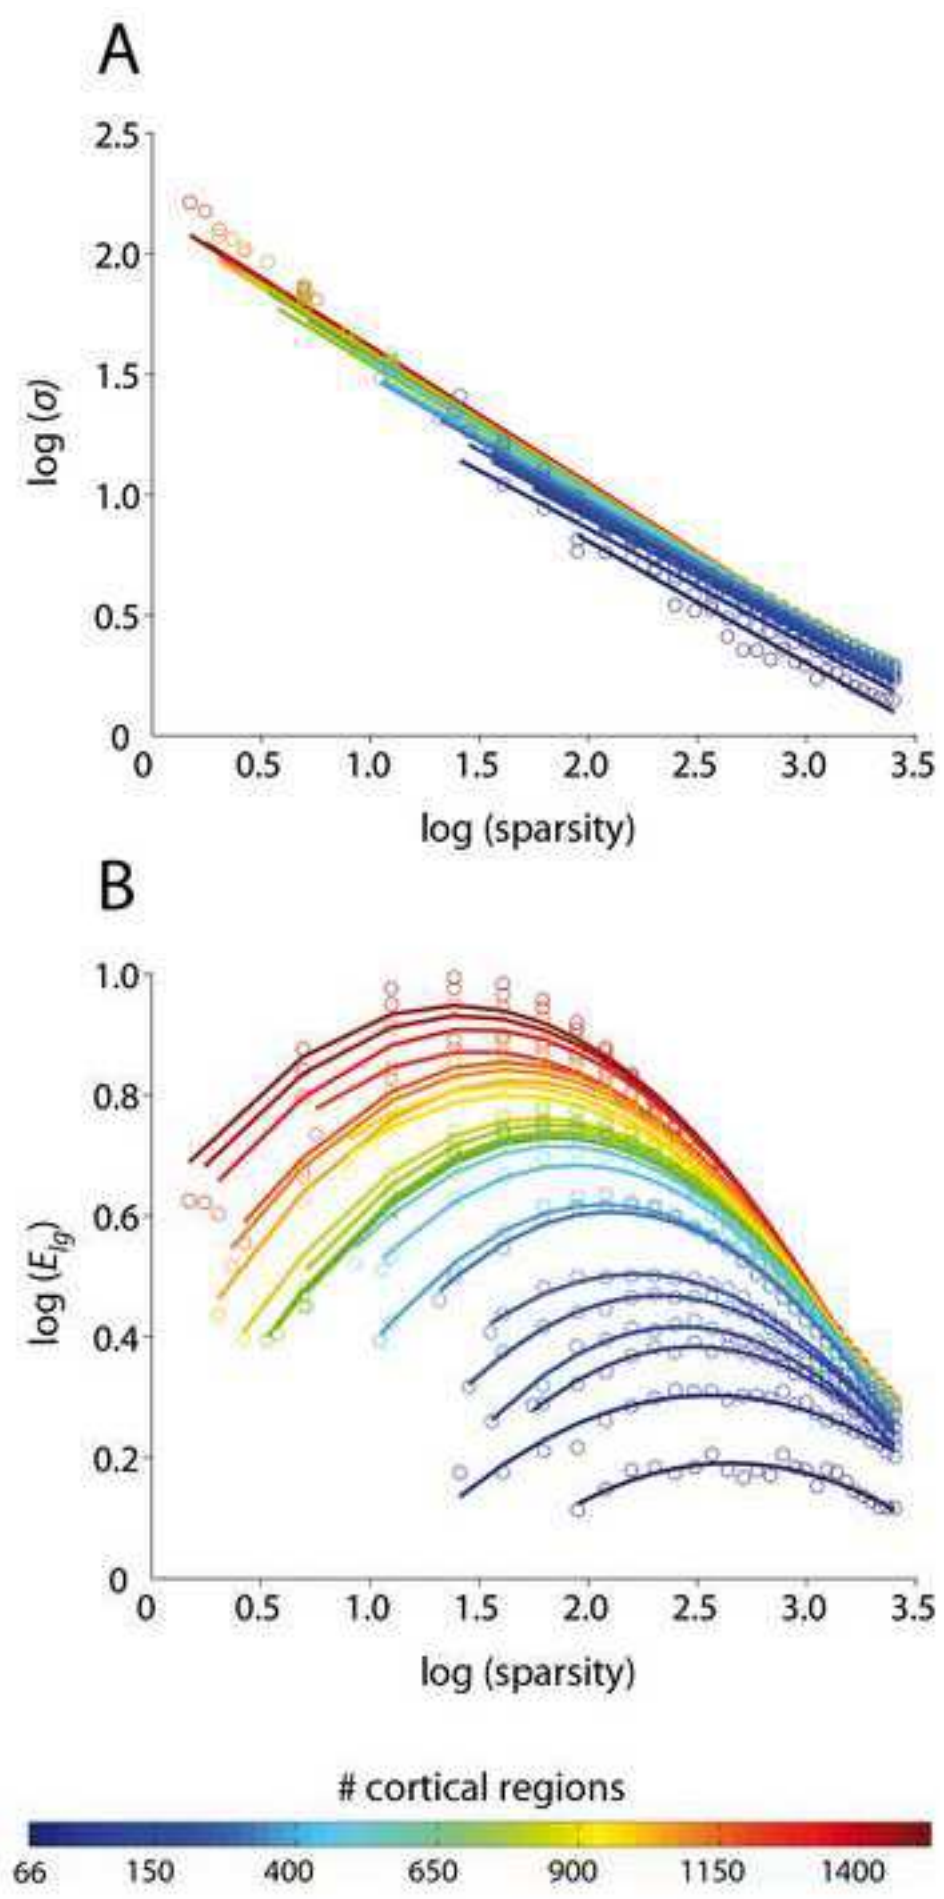 A
2.5
2.0
1.5
1.0
0.5
0
log (σ)
0 0.5 1.0 1.5 2.0 2.5 3.0 3.5
log (sparsity)
B
1.0
0.8
0.6
0.4
0.2
0
log (Elg)
0 0.5 1.0 1.5 2.0 2.5 3.0 3.5
log (sparsity)
# cortical regions
66 150 400 650 900 1150 1400